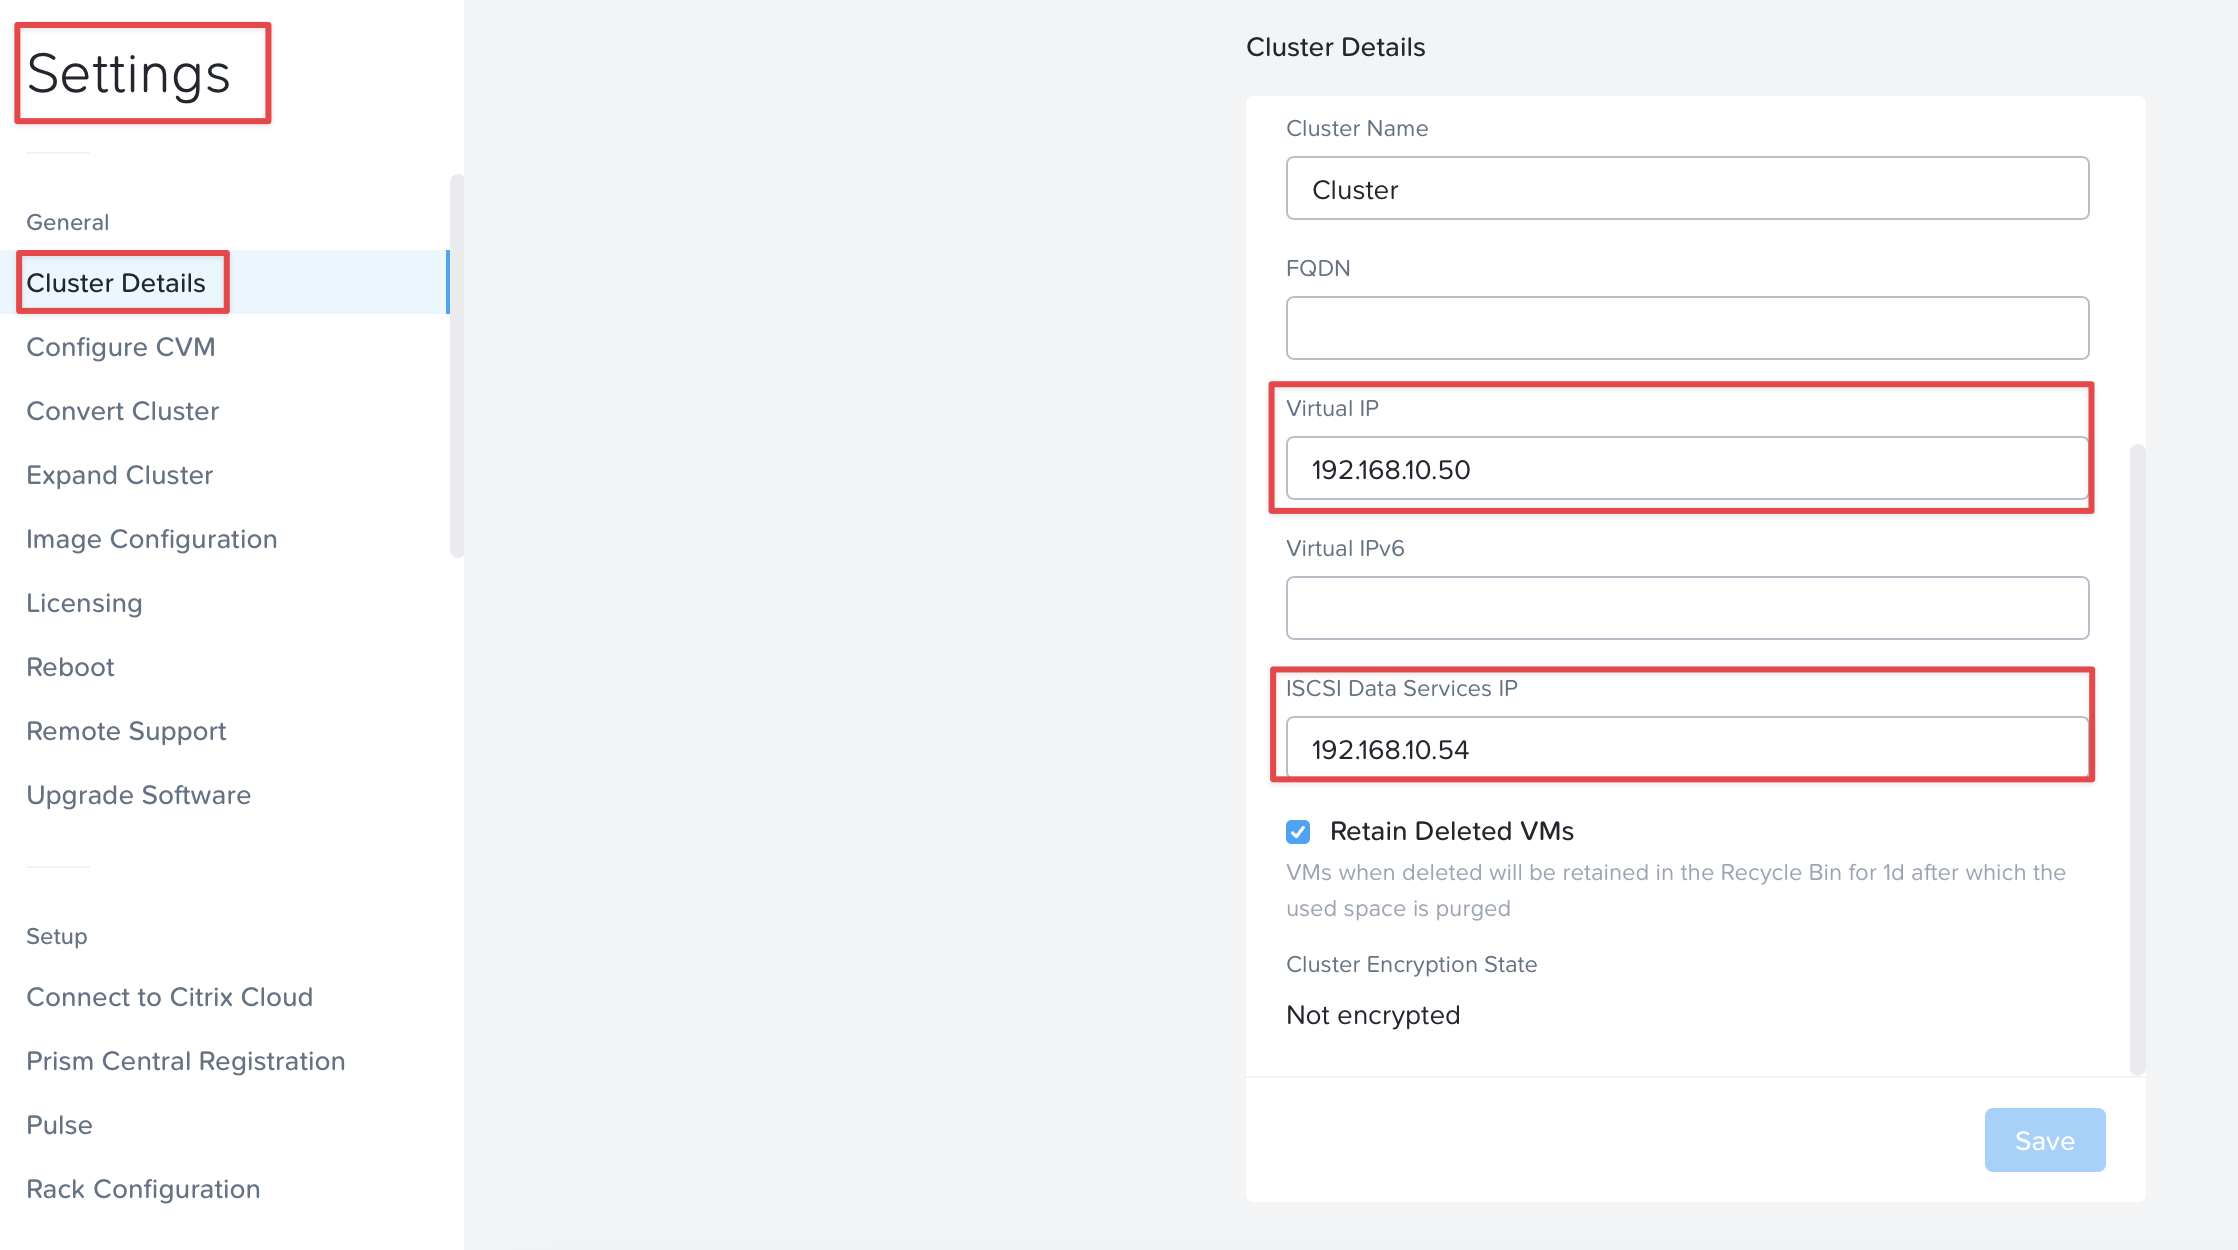 Settings
General
Cluster Details
Configure CVM
Convert Cluster
Expand Cluster
Image Configuration
Licensing
Reboot
Remote Support
Upgrade Software
Setup
Connect to Citrix Cloud
Prism Central Registration
Pulse
Rack Configuration
Cluster Details
Cluster Name
Cluster
FQDN
Virtual IP
192.168.10.50
Virtual IPv6
ISCSI Data Services IP
192.168.10.54
Retain Deleted VMs
VMs when deleted will be retained in the Recycle Bin for 1d after which the
used space is purged
Cluster Encryption State
Not encrypted
Save